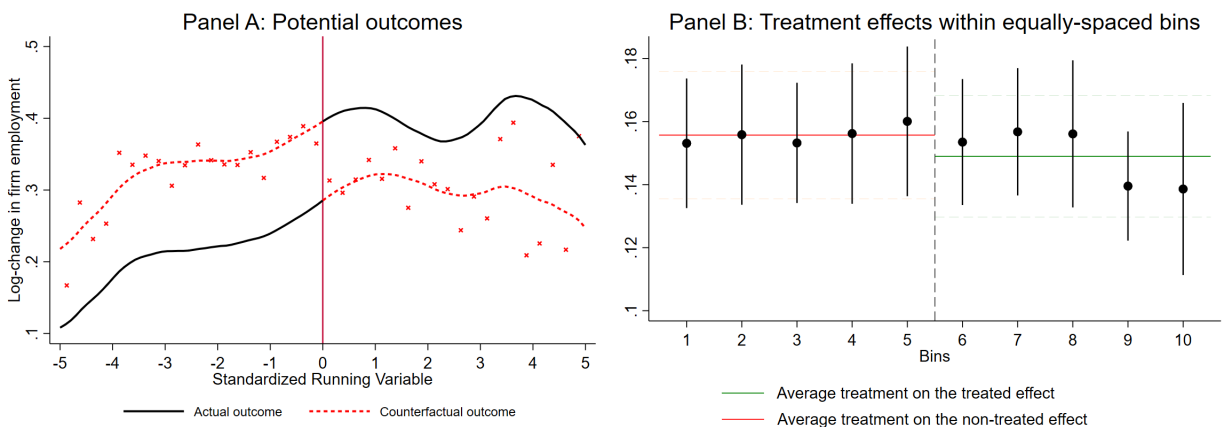 Panel A: Potential outcomes
.5
.4
.3
.2
.1
Log-change in firm employment
-5 -4 -3 -2 -1 0 1 2 3 4 5
Standardized Running Variable
Actual outcome Counterfactual outcome
Panel B: Treatment effects within equally-spaced bins
.18
.16
.14
.12
.1
1 2 3 4 5 6 7 8 9 10
Bins
Average treatment on the treated effect
Average treatment on the non-treated effect